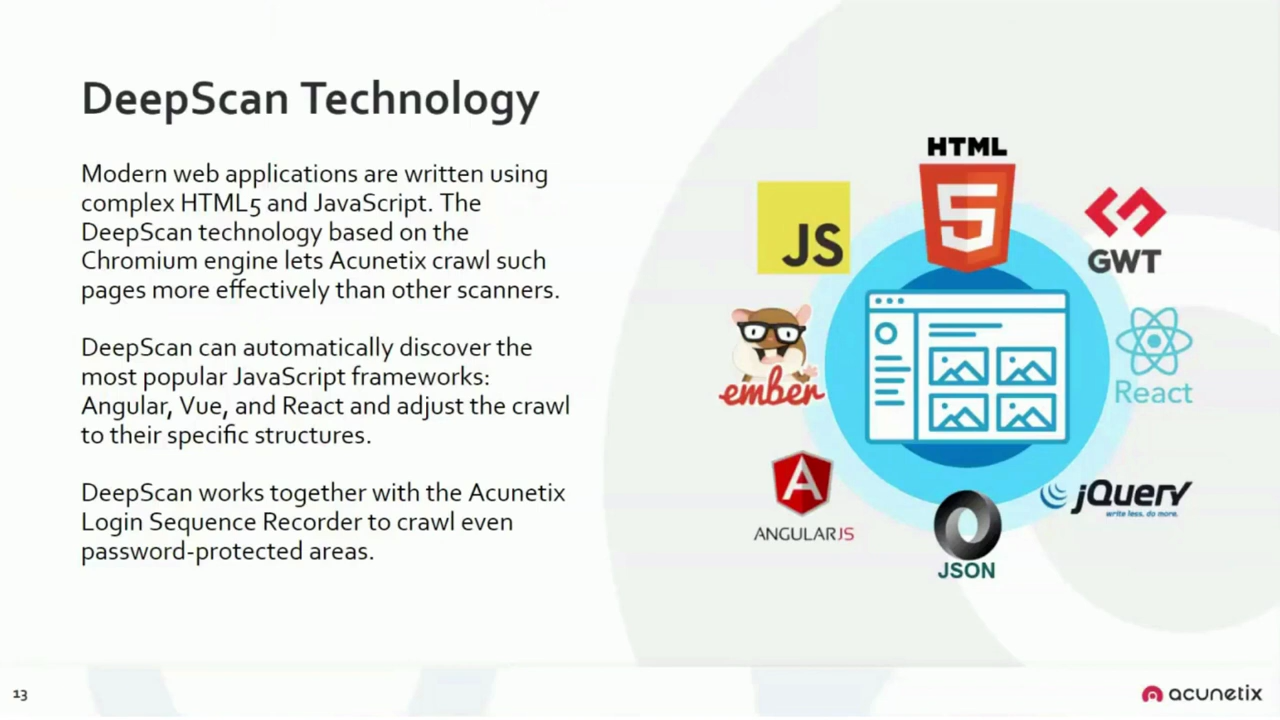 DeepScan Technology
Modern web applications are written using
complex HTML5 and JavaScript. The
DeepScan technology based on the
Chromium engine lets Acunetix crawl such
pages more effectively than other scanners.
DeepScan can automatically discover the
most popular JavaScript frameworks:
Angular, Vue, and React and adjust the crawl
to their specific structures.
DeepScan works together with the Acunetix
Login Sequence Recorder to crawl even
password-protected areas.
HTML
5
JS
GWT
ember
React
A
ANGULARJS
jQuery
write less. do more.
JSON
13
acunetix